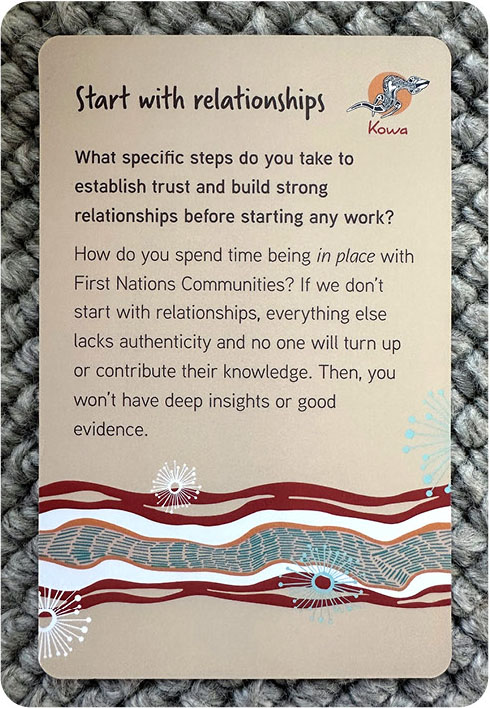 Start with relationships
Kowa
What specific steps do you take to
establish trust and build strong
relationships before starting any work?
How do you spend time being in place with
First Nations Communities? If we don’t
start with relationships, everything else
lacks authenticity and no one will turn up
or contribute their knowledge. Then, you
won’t have deep insights or good
evidence.